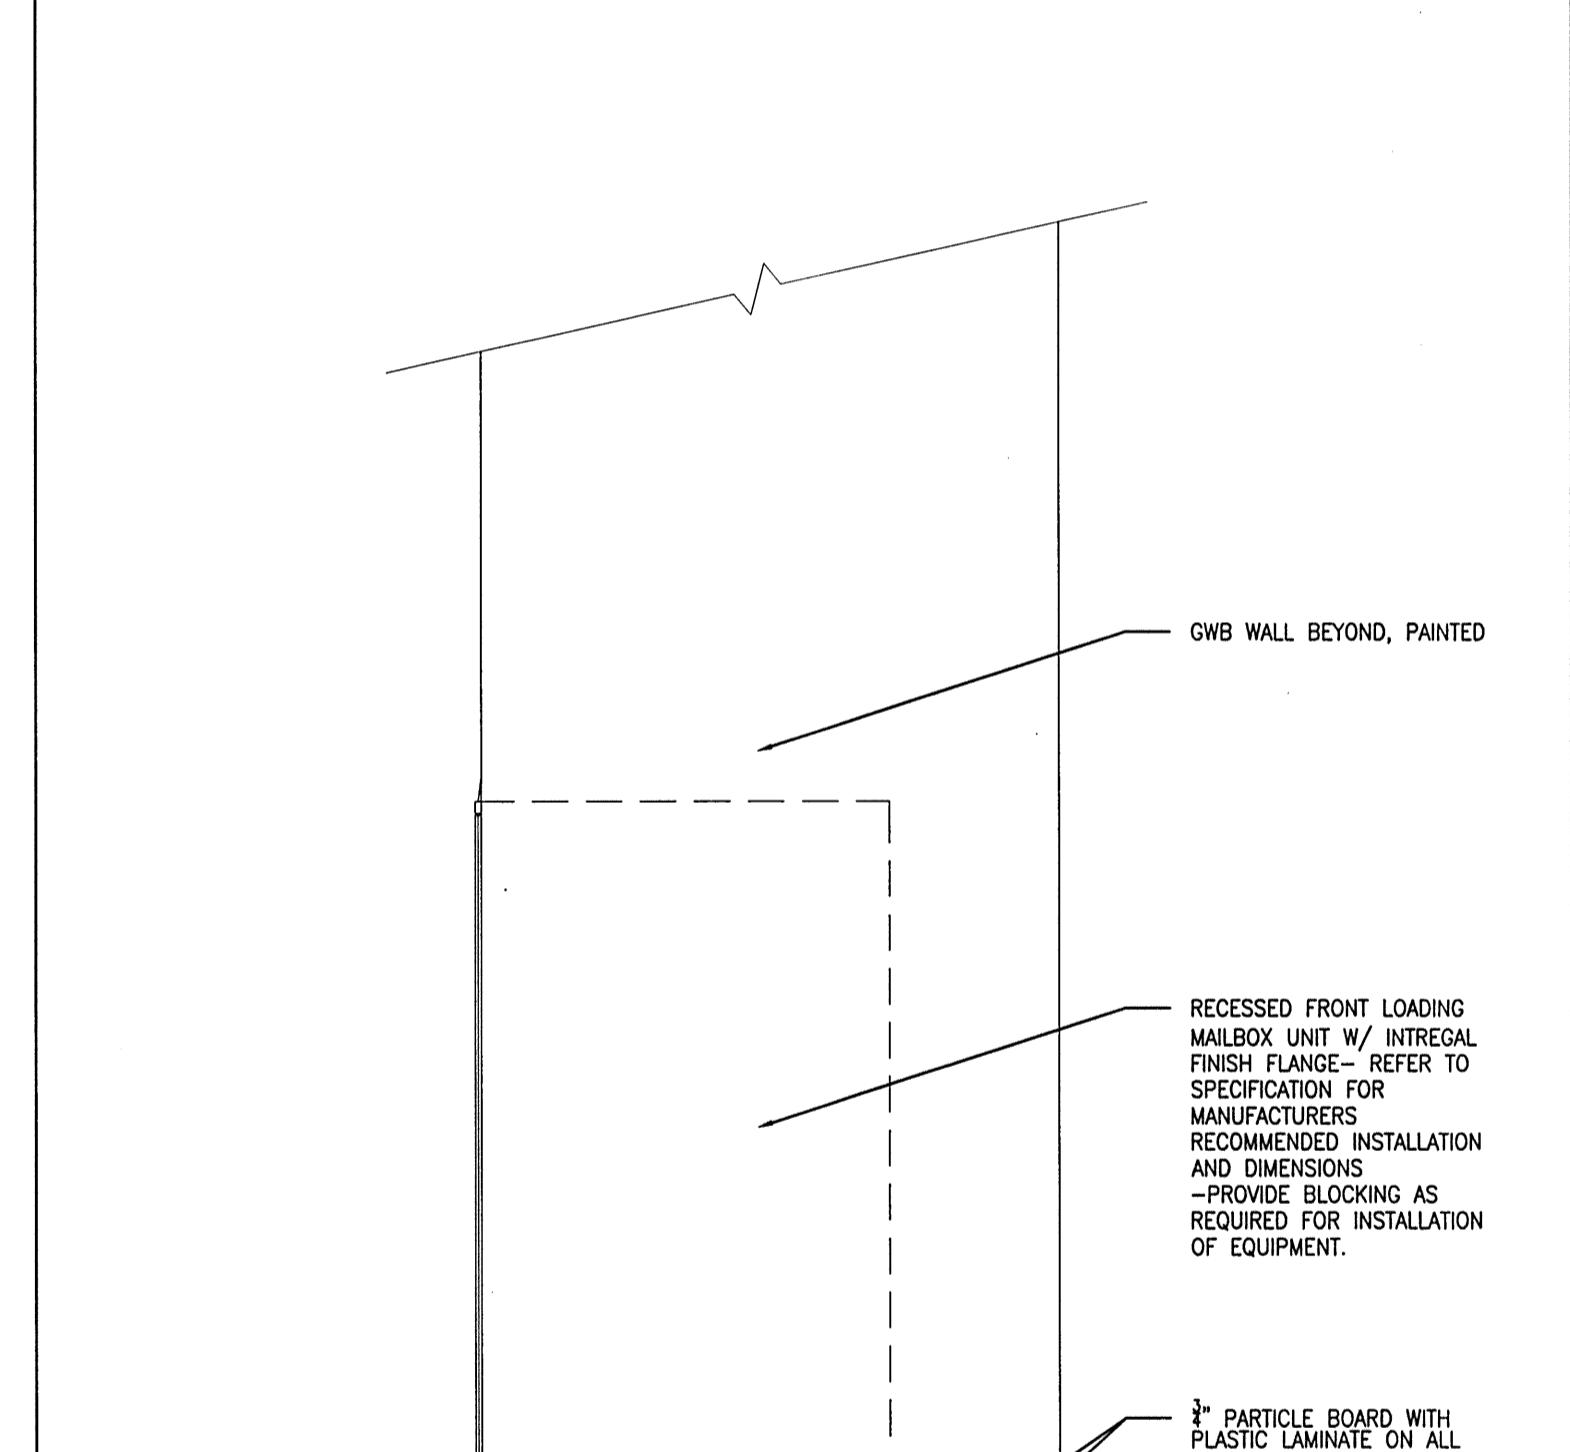 GWB WALL BEYOND, PAINTED
RECESSED FRONT LOADING
MAILBOX UNIT W/ INTREGAL
FINISH FLANGE- REFER TO
SPECIFICATION FOR
MANUFACTURERS
RECOMMENDED INSTALLATION
AND DIMENSIONS
-PROVIDE BLOCKING AS
REQUIRED FOR INSTALLATION
OF EQUIPMENT.
3/4" PARTICLE BOARD WITH
PLASTIC LAMINATE ON ALL